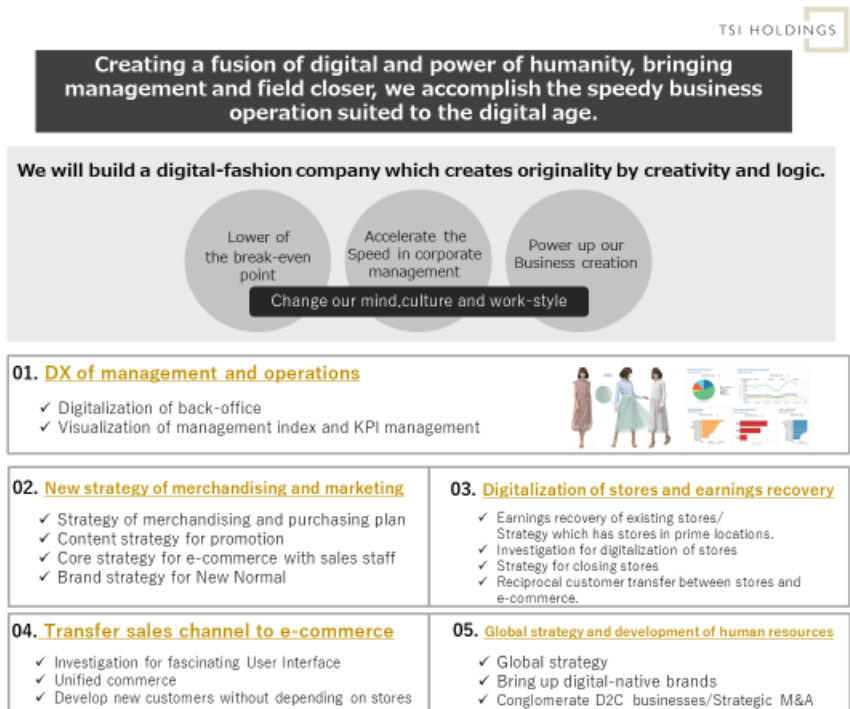 TSI HOLDINGS
Creating a fusion of digital and power of humanity, bringing
management and field closer, we accomplish the speedy business
operation suited to the digital age.
We will build a digital-fashion company which creates originality by creativity and logic.
Lower of
the break-even
point
Accelerate the
Speed in corporate
management
Power up our
Business creation
Change our mind,culture and work-style
01. DX of management and operations
✓ Digitalization of back-office
✓ Visualization of management index and KPI management
02. New strategy of merchandising and marketing
✓ Strategy of merchandising and purchasing plan
✓ Content strategy for promotion
✓ Core strategy for e-commerce with sales staff
✓ Brand strategy for New Normal
03. Digitalization of stores and earnings recovery
✓ Earnings recovery of existing stores/
Strategy which has stores in prime locations.
✓ Investigation for digitalization of stores
✓ Strategy for closing stores
✓ Reciprocal customer transfer between stores and
e-commerce.
04. Transfer sales channel to e-commerce
✓ Investigation for fascinating User Interface
✓ Unified commerce
✓ Develop new customers without depending on stores
05. Global strategy and development of human resources
✓ Global strategy
✓ Bring up digital-native brands
✓ Conglomerate D2C businesses/Strategic M&A